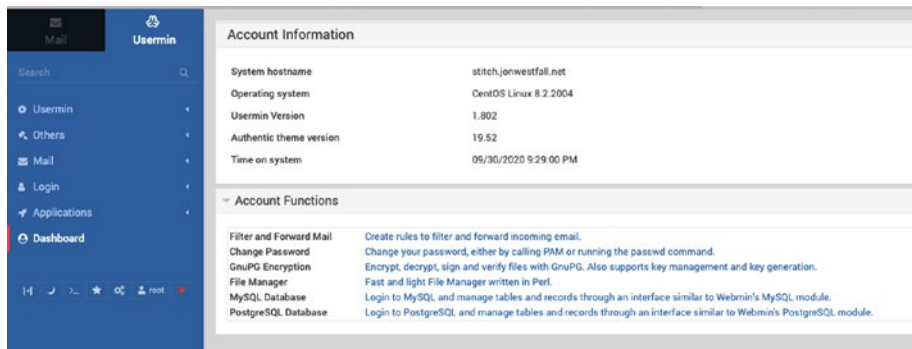 Mail
Usermin
Search
Usermin
Others
Mail
Login
Applications
Dashboard
root
Account Information
System hostname stitch.jonwestfall.net
Operating system CentOS Linux 8.2.2004
Usermin Version 1.802
Authentic theme version 19.52
Time on system 09/30/2020 9:29:00 PM
Account Functions
Filter and Forward Mail Create rules to filter and forward incoming email.
Change Password Change your password, either by calling PAM or running the passwd command.
GnuPG Encryption Encrypt, decrypt, sign and verify files with GnuPG. Also supports key management and key generation.
File Manager Fast and light File Manager written in Perl.
MySQL Database Login to MySQL and manage tables and records through an interface similar to Webmin's MySQL module.
PostgreSQL Database Login to PostgreSQL and manage tables and records through an interface similar to Webmin's PostgreSQL module.